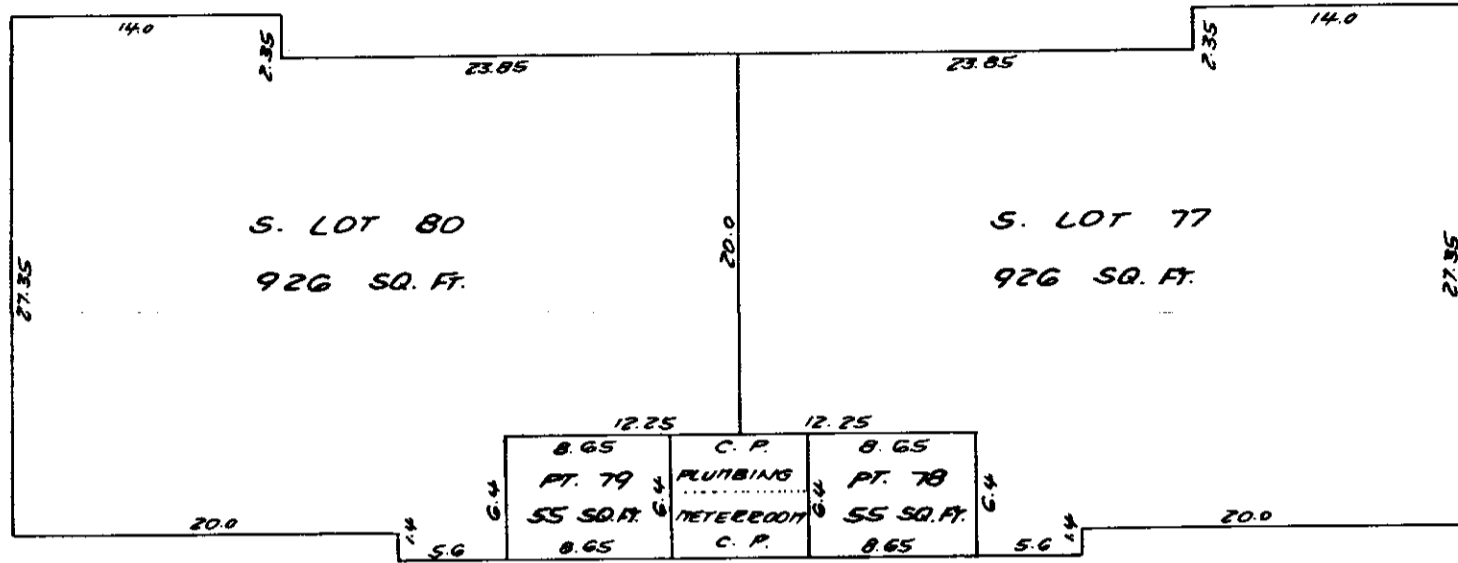 14.0
14.0
2.35
2.35
23.85
23.85
S. LOT 80
926 SQ. FT.
S. LOT 77
926 SQ. FT.
27.35
20.0
27.35
12.25
12.25
8.65
C. P.
8.65
PT. 79
PLUMBING
PT. 78
6.4
6.4
6.4
6.4
55 SQ.FT.
METERROOM
55 SQ.FT.
8.65
C. P.
8.65
20.0
1.4
5.6
5.6
1.4
20.0